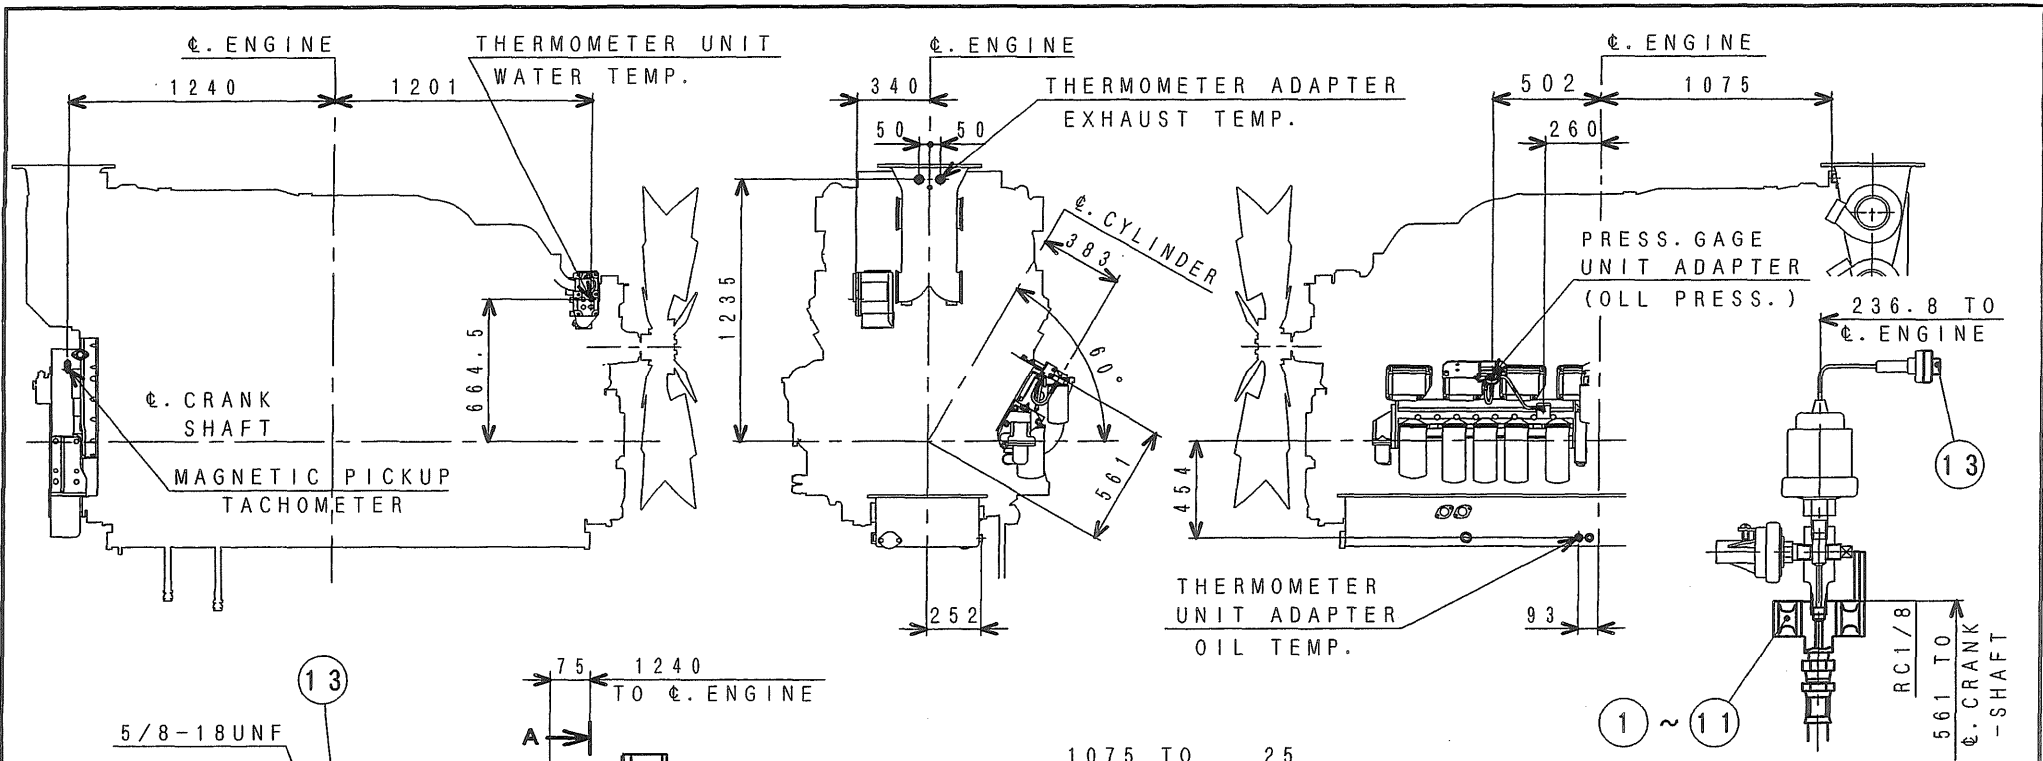 ℄. ENGINE
THERMOMETER UNIT
WATER TEMP.
1240
1201
664.5
℄. CRANK
SHAFT
MAGNETIC PICKUP
TACHOMETER
℄. ENGINE
340
THERMOMETER ADAPTER
EXHAUST TEMP.
50
50
1235
℄. CYLINDER
383
60°
561
252
℄. ENGINE
502
1075
260
PRESS. GAGE
UNIT ADAPTER
(OLL PRESS.)
454
THERMOMETER
UNIT ADAPTER
OIL TEMP.
93
236.8 TO
℄. ENGINE
13
RC1/8
561 TO
℄. CRANK
-SHAFT
1 ~ 11
13
5/8-18UNF
75
1240
TO ℄. ENGINE
A
1075 TO
25